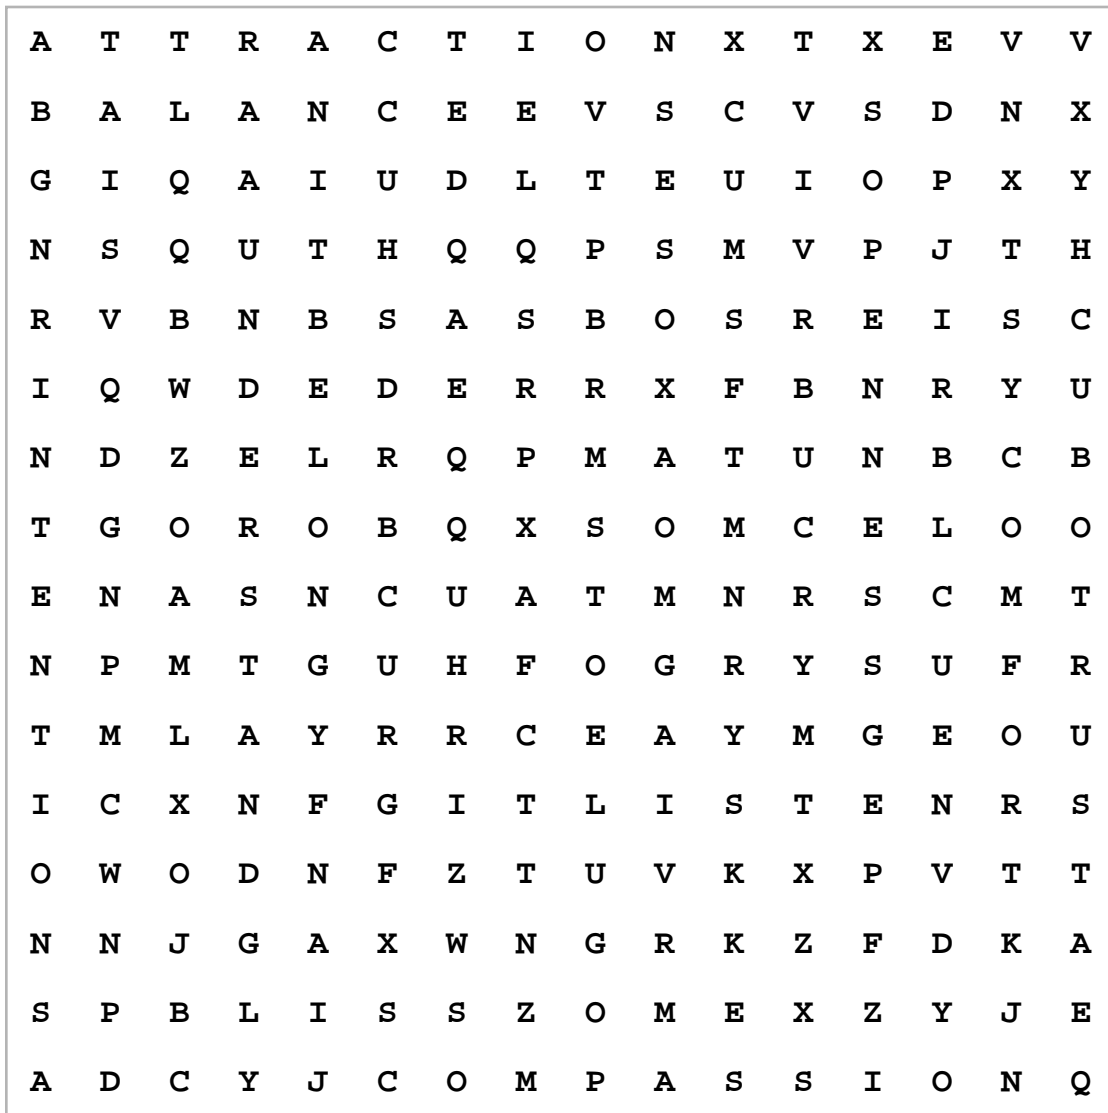 A T T R A C T I O N X T X E V V
B A L A N C E E V S C V S D N X
G I Q A I U D L T E U I O P X Y
N S Q U T H Q Q P S M V P J T H
R V B N B S A S B O S R E I S C
I Q W D E D E R R X F B N R Y U
N D Z E L R Q P M A T U N B C B
T G O R O B Q X S O M C E L O O
E N A S N C U A T M N R S C M T
N P M T G U H F O G R Y S U F R
T M L A Y R R C E A Y M G E O U
I C X N F G I T L I S T E N R S
O W O D N F Z T U V K X P V T T
N N J G A X W N G R K Z F D K A
S P B L I S S Z O M E X Z Y J E
A D C Y J C O M P A S S I O N Q